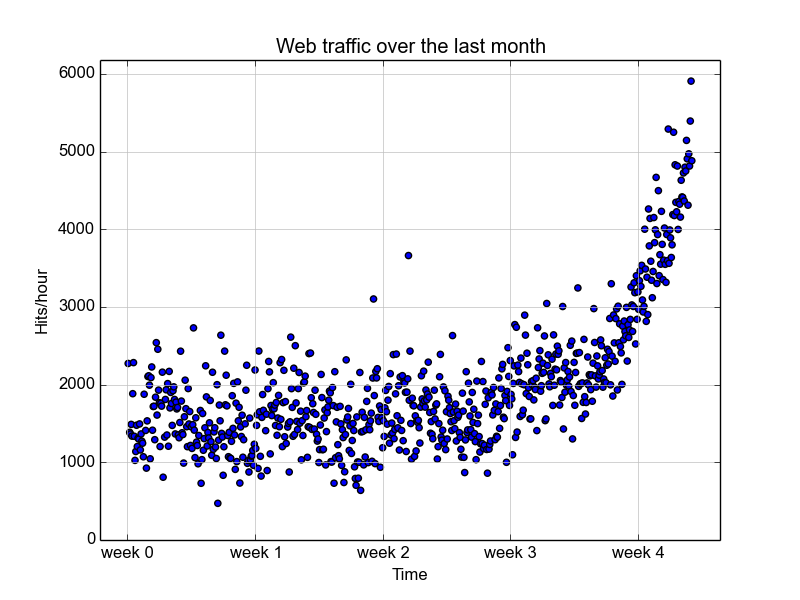 Web traffic over the last month
6000
5000
4000
3000
2000
1000
0
Hits/hour
week 0 week 1 week 2 week 3 week 4
Time